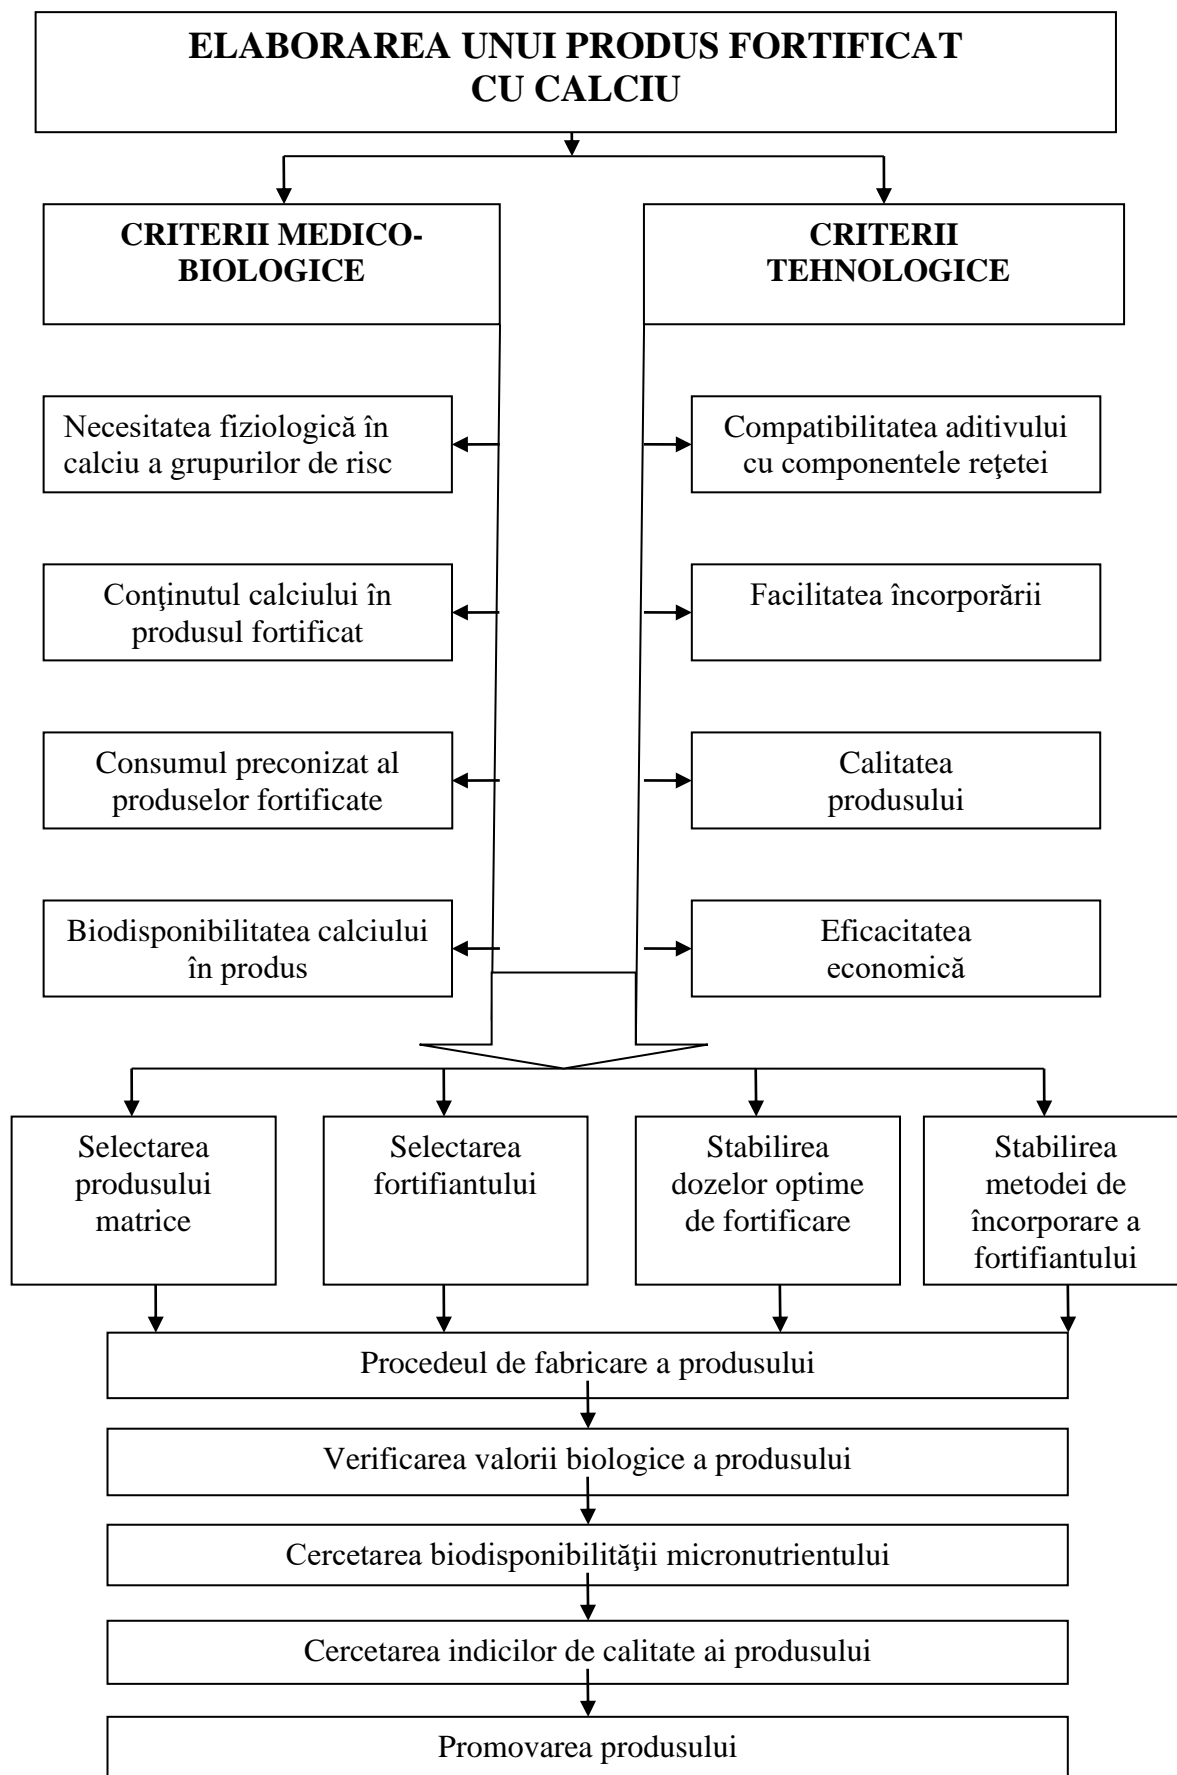 ELABORAREA UNUI PRODUS FORTIFICAT
CU CALCIU
CRITERII MEDICO-
BIOLOGICE
CRITERII
TEHNOLOGICE
Necesitatea fiziologică în
calciu a grupurilor de risc
Compatibilitatea aditivului
cu componentele reţetei
Conţinutul calciului în
produsul fortificat
Facilitatea încorporării
Consumul preconizat al
produselor fortificate
Calitatea
produsului
Biodisponibilitatea calciului
în produs
Eficacitatea
economică
Selectarea
produsului
matrice
Selectarea
fortifiantului
Stabilirea
dozelor optime
de fortificare
Stabilirea
metodei de
încorporare a
fortifiantului
Procedeul de fabricare a produsului
Verificarea valorii biologice a produsului
Cercetarea biodisponibilităţii micronutrientului
Cercetarea indicilor de calitate ai produsului
Promovarea produsului